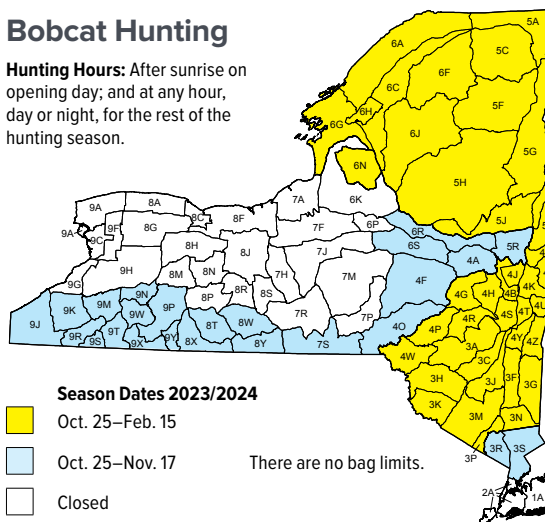 Bobcat Hunting
Hunting Hours: After sunrise on
opening day; and at any hour,
day or night, for the rest of the
hunting season.
5A
6A
5C
6F
6C
5F
6H
6G
6J
5G
6N
5H
7A
6K
9A
8A
8C
8F
7F
6P
5J
6R
9A
9F
8G
9C
6S
5R
8H
8J
7J
4A
9H
8M
8N
7H
7M
4F
4J
9G
8P
8R
8S
4G
4H
4B
4K
9K
9M
9N
9P
7R
7P
4R
4S
4T
4U
9J
9W
8T
8W
4O
4P
9R
9S
9T
9X
9Y
8X
8Y
7S
3A
4Y
4Z
4W
3C
3H
3J
3F
3G
3K
3M
3N
3P
3R
3S
2A
1A
Season Dates 2023/2024
Oct. 25–Feb. 15
Oct. 25–Nov. 17
There are no bag limits.
Closed